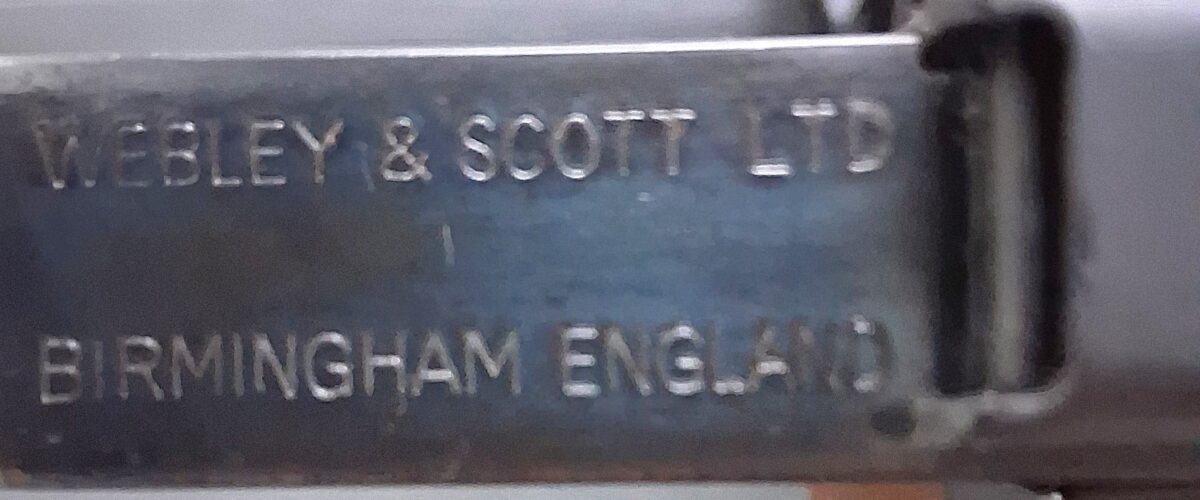 WEBLEY & SCOTT LTD
BIRMINGHAM ENGLAND